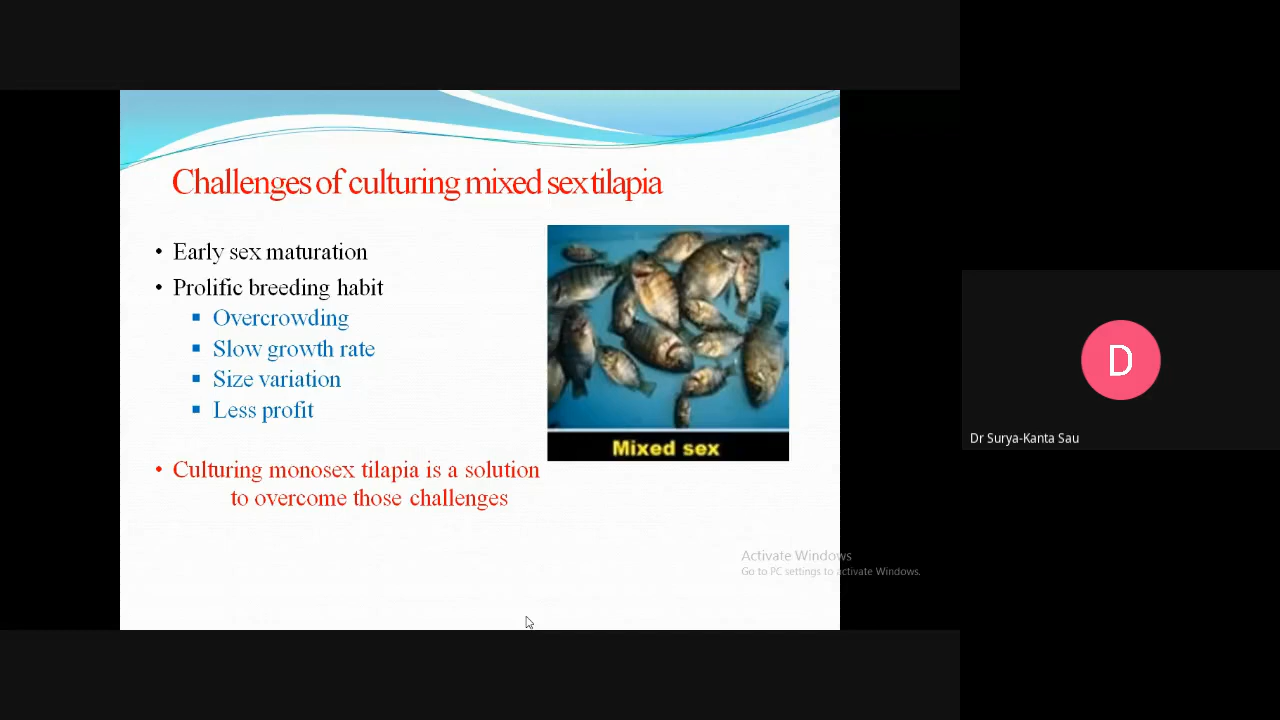 Challenges of culturing mixed sex tilapia
• Early sex maturation
• Prolific breeding habit
▪ Overcrowding
▪ Slow growth rate
▪ Size variation
▪ Less profit
Mixed sex
• Culturing monosex tilapia is a solution
to overcome those challenges
Activate Windows
Go to PC settings to activate Windows.
D
Dr Surya-Kanta Sau